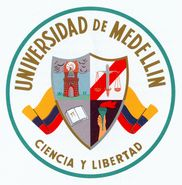 UNIVERSIDAD DE MEDELLIN
CIENCIA Y LIBERTAD